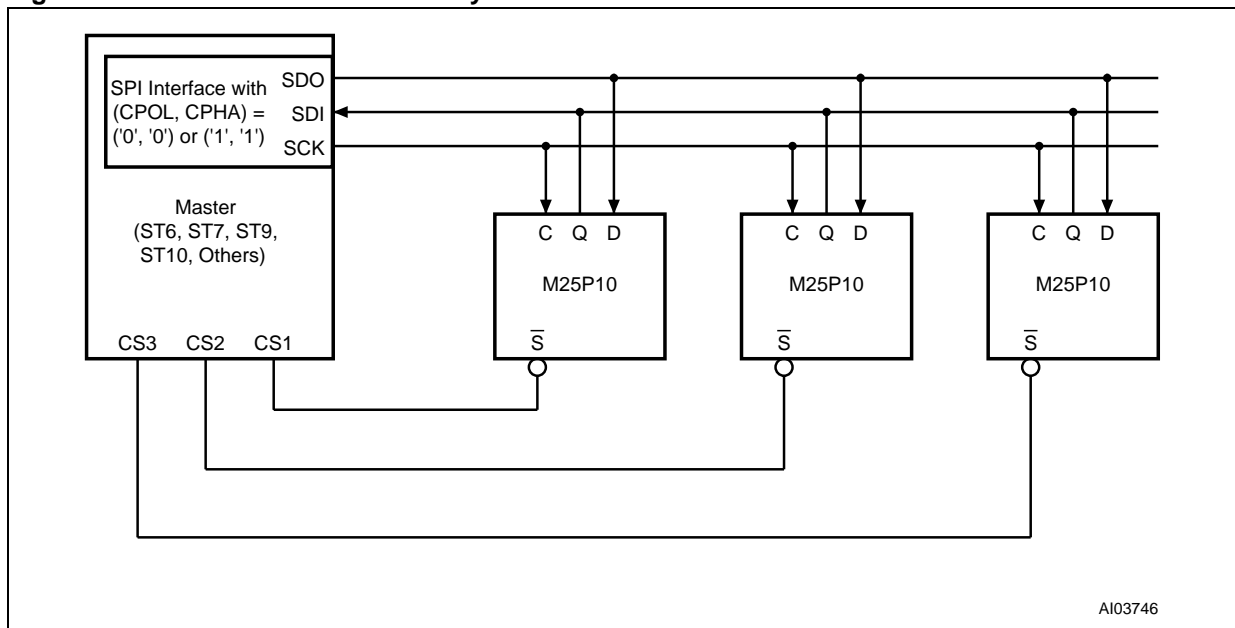 SPI Interface with
(CPOL, CPHA) =
('0', '0') or ('1', '1')
SDO
SDI
SCK
Master
(ST6, ST7, ST9,
ST10, Others)
CS3 CS2 CS1
C Q D
M25P10
S̅
C Q D
M25P10
S̅
C Q D
M25P10
S̅
AI03746